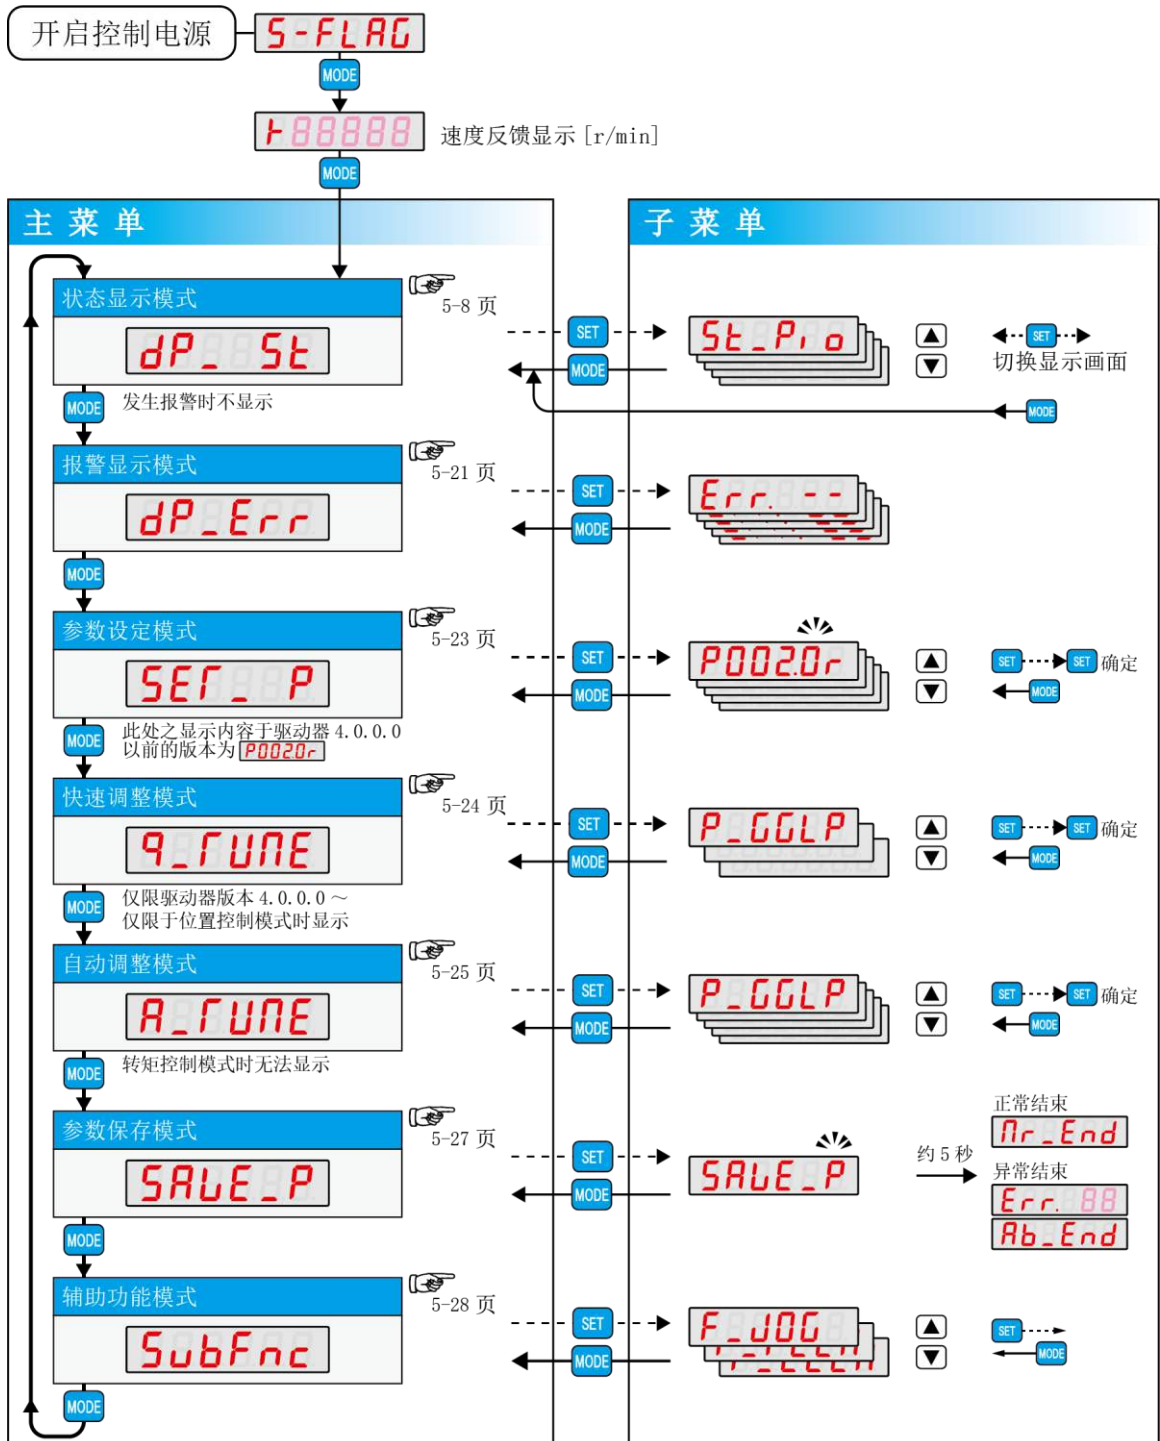 开启控制电源
S-FLAG
MODE
r88888
速度反馈显示 [r/min]
MODE
主 菜 单
子 菜 单
状态显示模式
5-8 页
dP_ St
SET
St_Pro
▲
SET
MODE
▼
切换显示画面
MODE
发生报警时不显示
MODE
报警显示模式
5-21 页
dP_Err
SET
Err. --
MODE
MODE
参数设定模式
5-23 页
SET_ P
SET
P002.0r
▲
SET
SET 确定
MODE
▼
MODE
MODE
此处之显示内容于驱动器 4.0.0.0
以前的版本为 P002.0r
快速调整模式
5-24 页
q_TUNE
SET
P_GGLP
▲
SET
SET 确定
MODE
▼
MODE
MODE
仅限驱动器版本 4.0.0.0 ～
仅限于位置控制模式时显示
自动调整模式
5-25 页
A_TUNE
SET
P_GGLP
▲
SET
SET 确定
MODE
▼
MODE
MODE
转矩控制模式时无法显示
参数保存模式
5-27 页
SAVE_P
SET
SAVE_P
MODE
约 5 秒
正常结束
Nr_End
异常结束
Err. 88
Ab_End
MODE
辅助功能模式
5-28 页
SubFnc
SET
F_JOG
▲
SET
MODE
▼
MODE
MODE